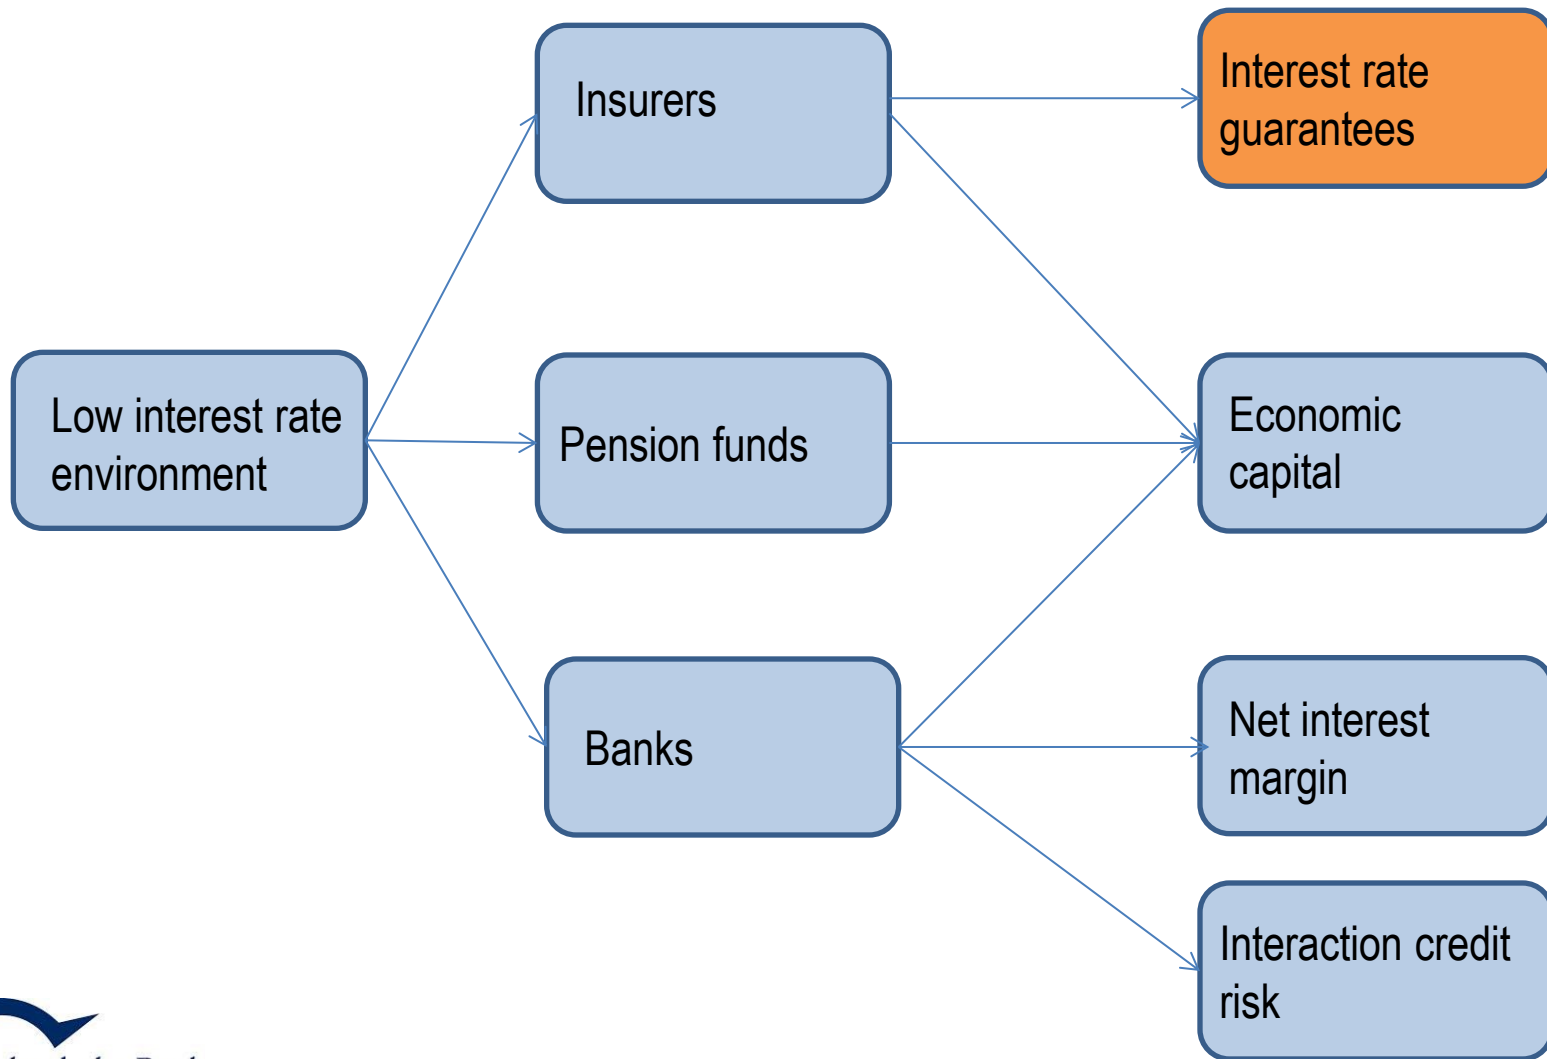 Insurers
Interest rate
guarantees
Low interest rate
environment
Pension funds
Economic
capital
Banks
Net interest
margin
Interaction credit
risk